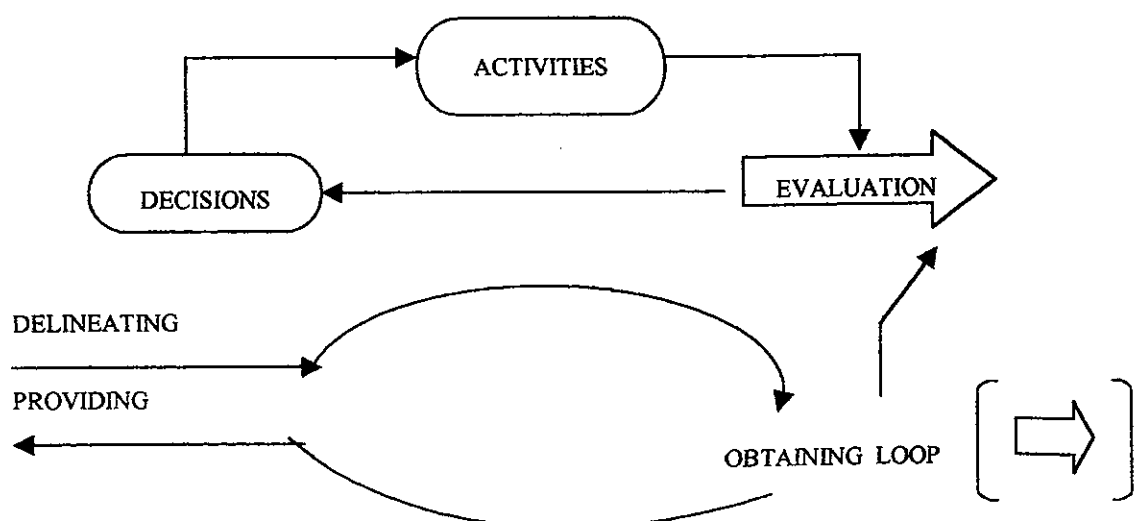 ACTIVITIES
DECISIONS
EVALUATION
DELINEATING
PROVIDING
OBTAINING LOOP